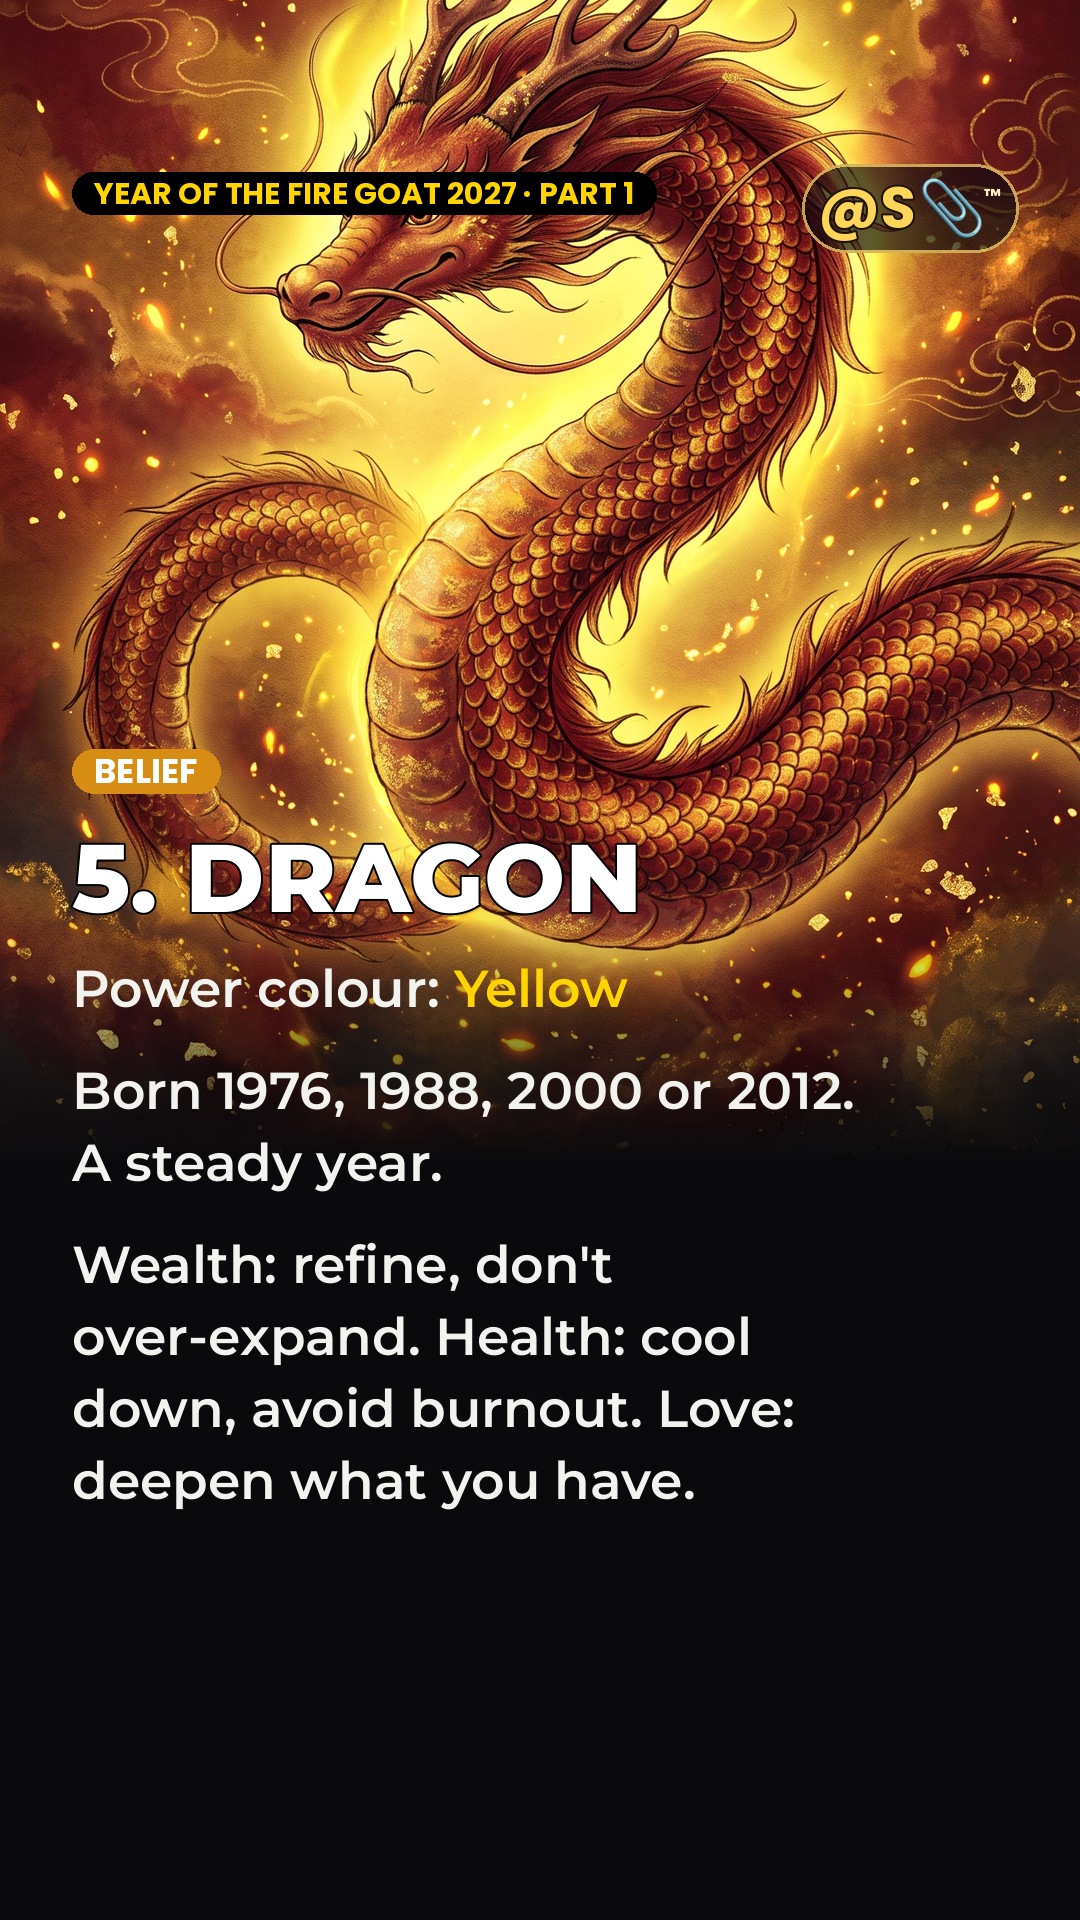 YEAR OF THE FIRE GOAT 2027 · PART 1
@S 📎™
BELIEF
5. DRAGON
Power colour: Yellow
Born 1976, 1988, 2000 or 2012.
A steady year.
Wealth: refine, don't
over-expand. Health: cool
down, avoid burnout. Love:
deepen what you have.